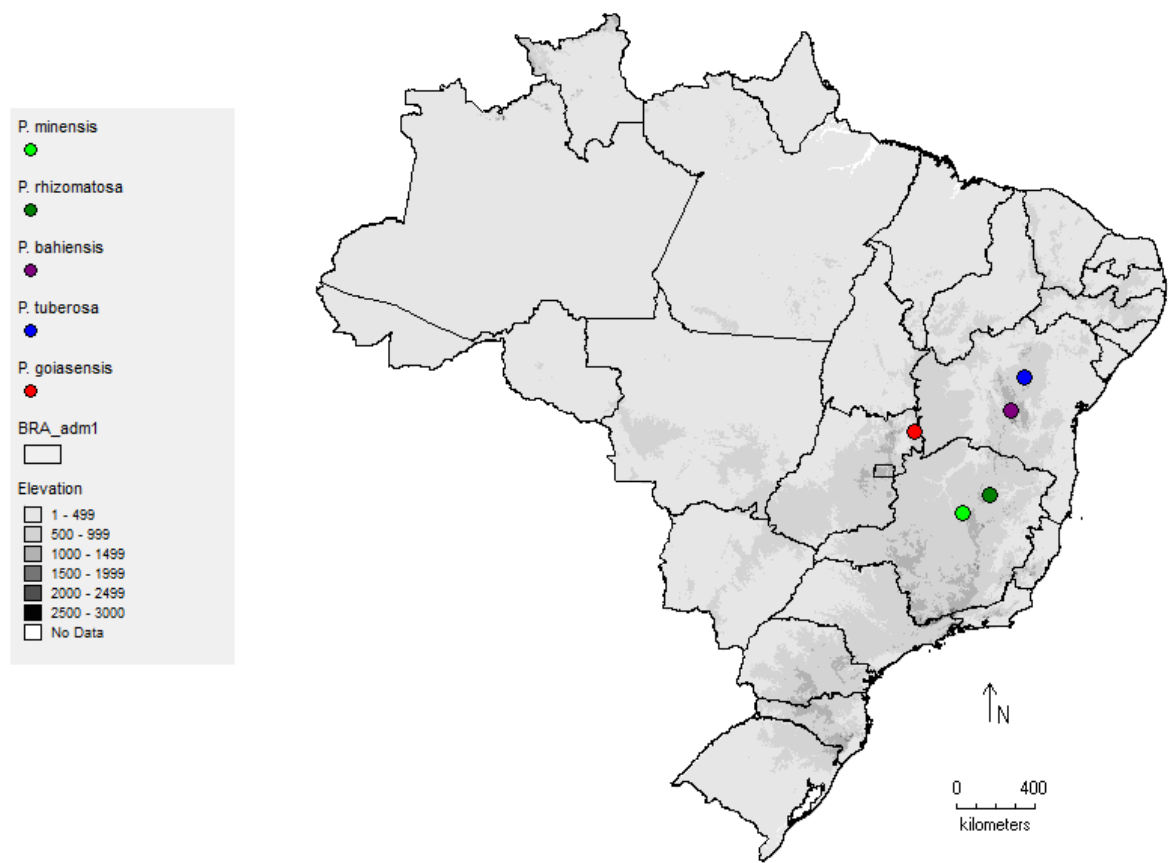 P. minensis
P. rhizomatosa
P. bahiensis
P. tuberosa
P. goiasensis
BRA_adm1
Elevation
1 - 499
500 - 999
1000 - 1499
1500 - 1999
2000 - 2499
2500 - 3000
No Data
N
0 400
kilometers